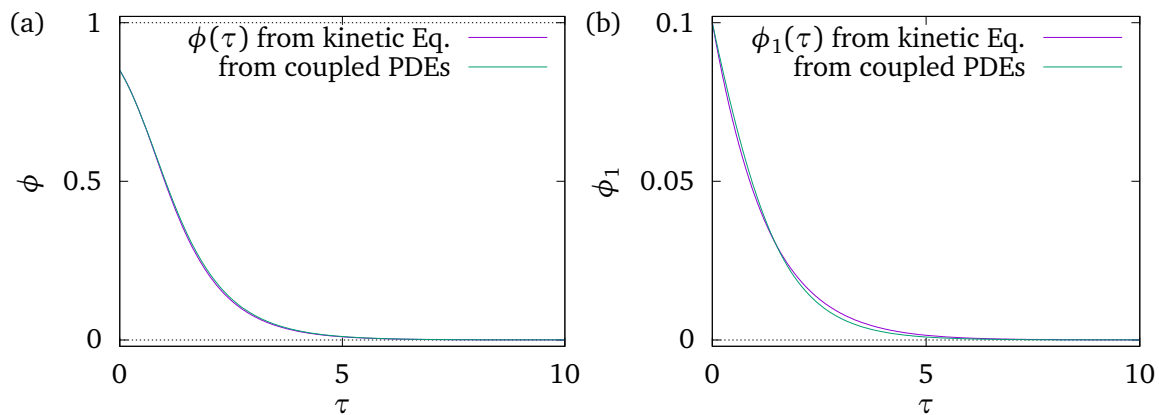 (a)
1
0.5
0
ϕ
ϕ(τ) from kinetic Eq.
from coupled PDEs
0
5
10
τ
(b)
0.1
0.05
0
ϕ₁
ϕ₁(τ) from kinetic Eq.
from coupled PDEs
0
5
10
τ